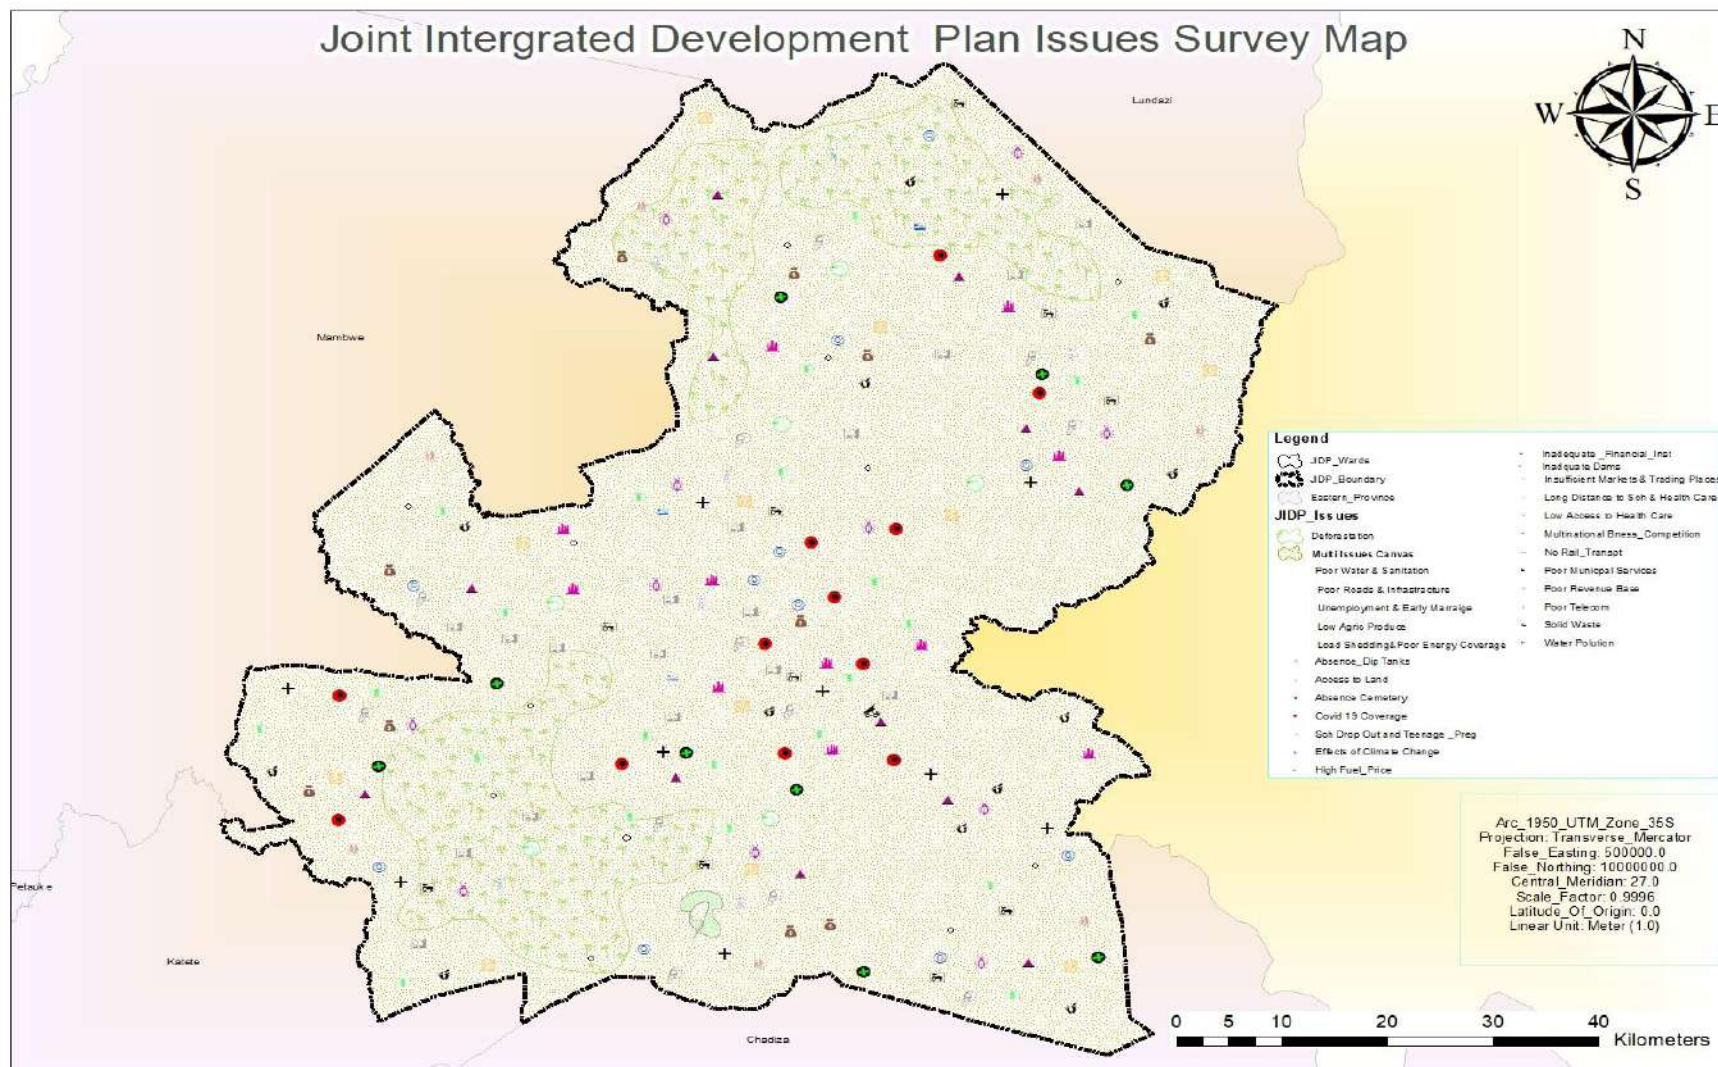 Joint Intergrated Development Plan Issues Survey Map
N
W
E
S
Lundazi
Mambwe
Petauke
Katete
Chadiza
Legend
JIDP_Wards
JIDP_Boundary
Eastern_Province
JIDP_Issues
Deforestation
Multi Issues Canvas
Poor Water & Sanitation
Poor Roads & Infrastructure
Unemployment & Early Marraige
Low Agric Produce
Load Shedding&Poor Energy Coverage
Absence_Dip Tanks
Access to Land
Absence Cemetery
Covid 19 Coverage
Sch Drop Out and Teenage _Preg
Effects of Climate Change
High Fuel_Price
Inadequate _Financial_Inst
Inadquate Dams
Insufficient Markets & Trading Places
Long Distance to Sch & Health Care
Low Access to Health Care
Multinational Bness_Competition
No Rail_Transpt
Poor Municpal Services
Poor Revenue Base
Poor Telecom
Solid Waste
Water Polution
Arc_1950_UTM_Zone_35S
Projection: Transverse_Mercator
False_Easting: 500000.0
False_Northing: 10000000.0
Central_Meridian: 27.0
Scale_Factor: 0.9996
Latitude_Of_Origin: 0.0
Linear Unit: Meter (1.0)
0 5 10 20 30 40
Kilometers